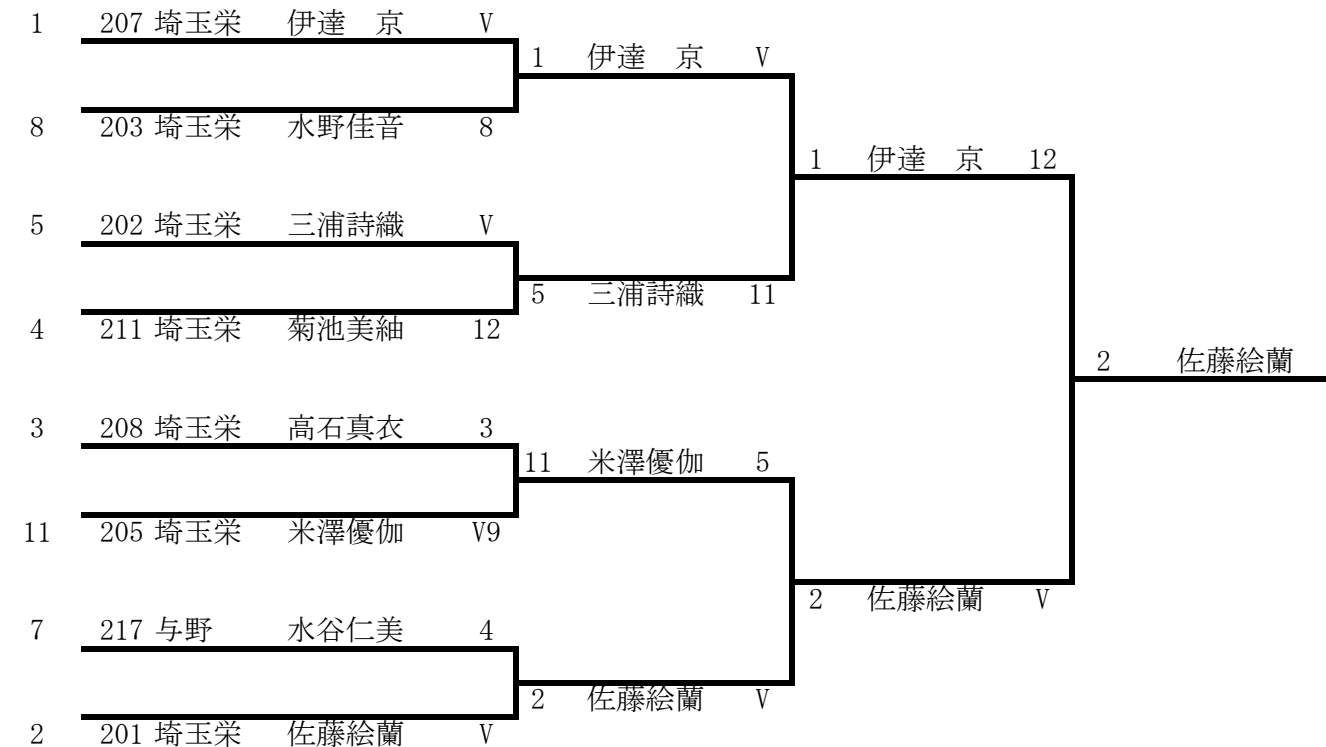 1 207 埼玉栄 伊達 京 V
1 伊達 京 V
8 203 埼玉栄 水野佳音 8
1 伊達 京 12
5 202 埼玉栄 三浦詩織 V
5 三浦詩織 11
4 211 埼玉栄 菊池美紬 12
2 佐藤絵蘭
3 208 埼玉栄 高石真衣 3
11 米澤優伽 5
11 205 埼玉栄 米澤優伽 V9
2 佐藤絵蘭 V
7 217 与野 水谷仁美 4
2 佐藤絵蘭 V
2 201 埼玉栄 佐藤絵蘭 V